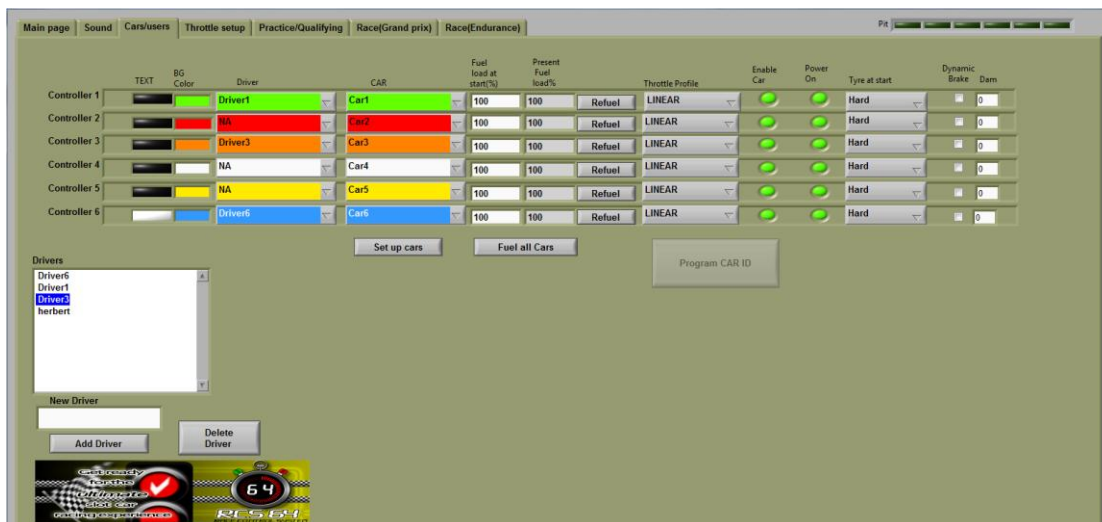 Main page Sound Cars/users Throttle setup Practice/Qualifying Race(Grand prix) Race(Endurance) Pit
TEXT BG Color Driver CAR Fuel load at start(%) Present Fuel load% Throttle Profile Enable Car Power On Tyre at start Dynamic Brake Dam
Controller 1 Driver1 Car1 100 100 Refuel LINEAR Hard 0
Controller 2 NA Car2 100 100 Refuel LINEAR Hard 0
Controller 3 Driver3 Car3 100 100 Refuel LINEAR Hard 0
Controller 4 NA Car4 100 100 Refuel LINEAR Hard 0
Controller 5 NA Car5 100 100 Refuel LINEAR Hard 0
Controller 6 Driver6 Car6 100 100 Refuel LINEAR Hard 0
Set up cars Fuel all Cars Program CAR ID
Drivers
Driver6
Driver1
Driver3
herbert
New Driver
Add Driver Delete Driver
Get ready
for the
ultimate
slot car
racing experience
64
RCS 64